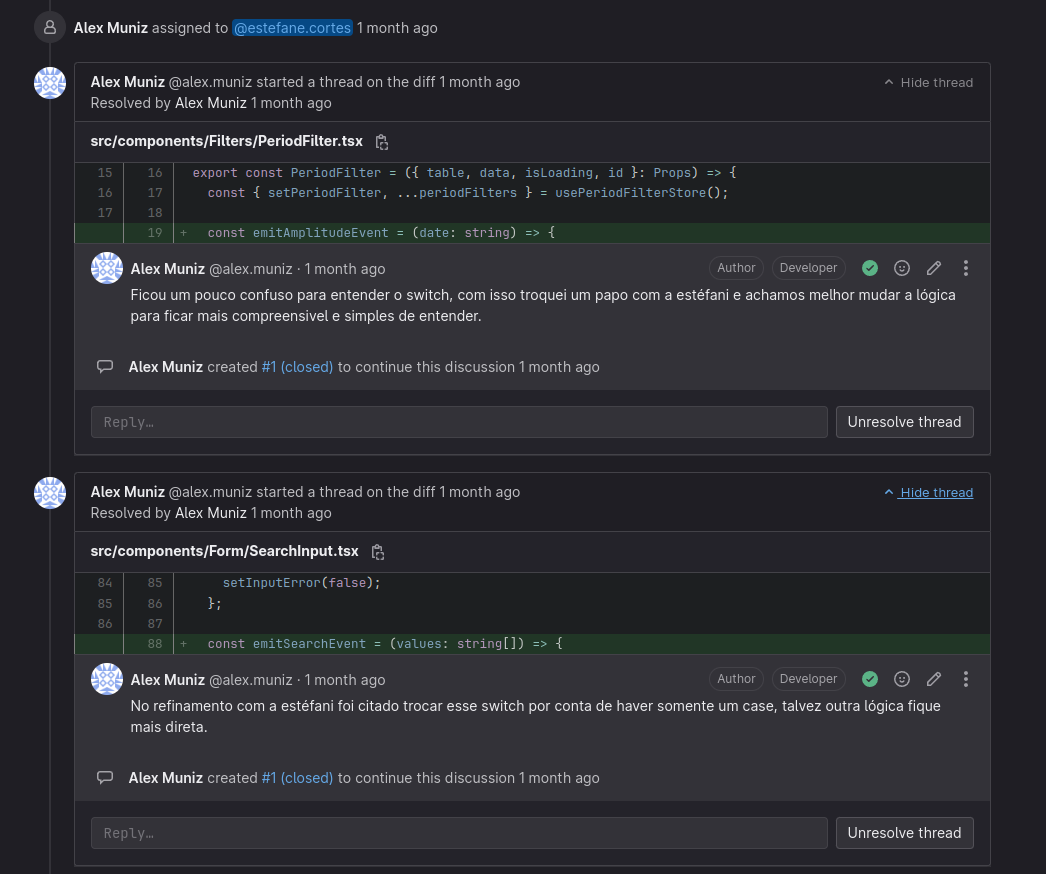 Alex Muniz assigned to @estefane.cortes 1 month ago
Alex Muniz @alex.muniz started a thread on the diff 1 month ago
Hide thread
Resolved by Alex Muniz 1 month ago
src/components/Filters/PeriodFilter.tsx
15 16 export const PeriodFilter = ({ table, data, isLoading, id }: Props) => {
16 17 const { setPeriodFilter, ...periodFilters } = usePeriodFilterStore();
17 18
19 + const emitAmplitudeEvent = (date: string) => {
Alex Muniz @alex.muniz · 1 month ago
Author Developer
Ficou um pouco confuso para entender o switch, com isso troquei um papo com a estéfani e achamos melhor mudar a lógica
para ficar mais compreensivel e simples de entender.
Alex Muniz created #1 (closed) to continue this discussion 1 month ago
Reply…
Unresolve thread
Alex Muniz @alex.muniz started a thread on the diff 1 month ago
Hide thread
Resolved by Alex Muniz 1 month ago
src/components/Form/SearchInput.tsx
84 85 setInputError(false);
85 86 };
86 87
88 + const emitSearchEvent = (values: string[]) => {
Alex Muniz @alex.muniz · 1 month ago
Author Developer
No refinamento com a estéfani foi citado trocar esse switch por conta de haver somente um case, talvez outra lógica fique
mais direta.
Alex Muniz created #1 (closed) to continue this discussion 1 month ago
Reply…
Unresolve thread